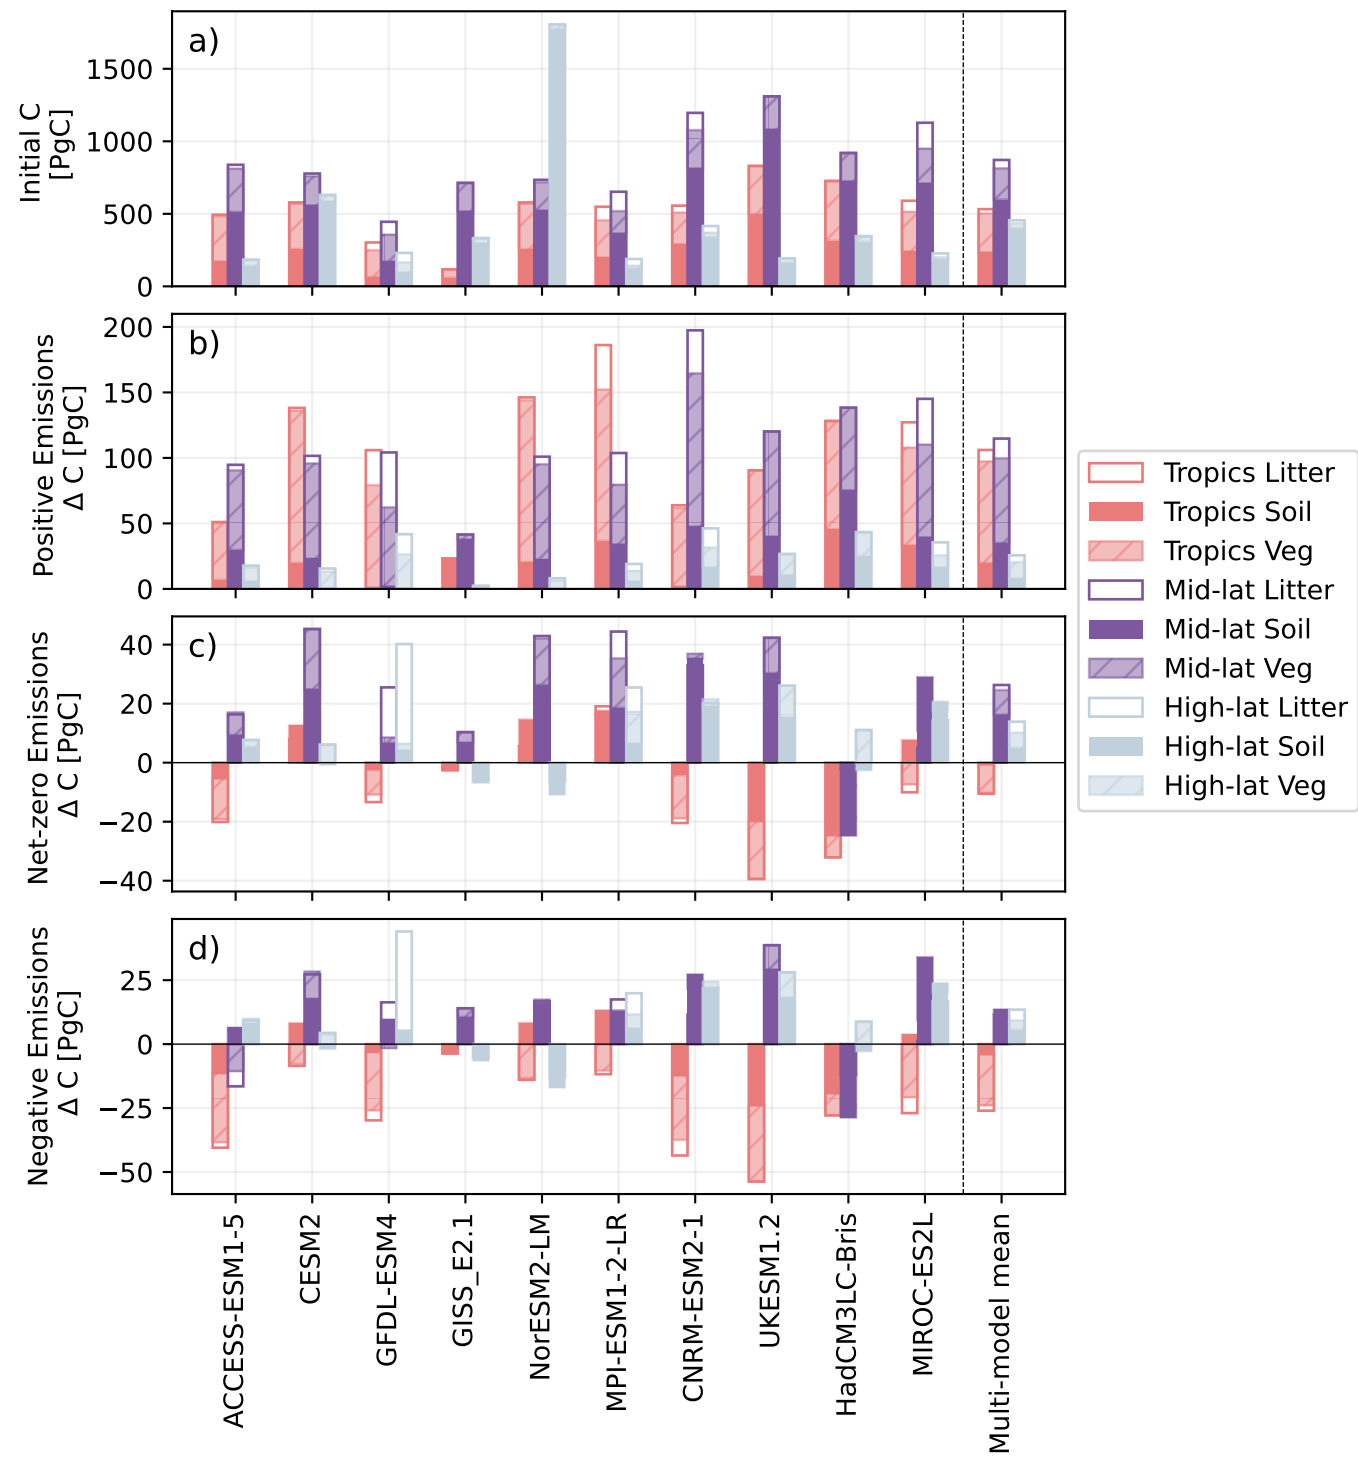 a)
Initial C
[PgC]
1500
1000
500
0
b)
Positive Emissions
Δ C [PgC]
200
150
100
50
0
c)
Net-zero Emissions
Δ C [PgC]
40
20
0
−20
−40
d)
Negative Emissions
Δ C [PgC]
25
0
−25
−50
ACCESS-ESM1-5
CESM2
GFDL-ESM4
GISS_E2.1
NorESM2-LM
MPI-ESM1-2-LR
CNRM-ESM2-1
UKESM1.2
HadCM3LC-Bris
MIROC-ES2L
Multi-model mean
Tropics Litter
Tropics Soil
Tropics Veg
Mid-lat Litter
Mid-lat Soil
Mid-lat Veg
High-lat Litter
High-lat Soil
High-lat Veg